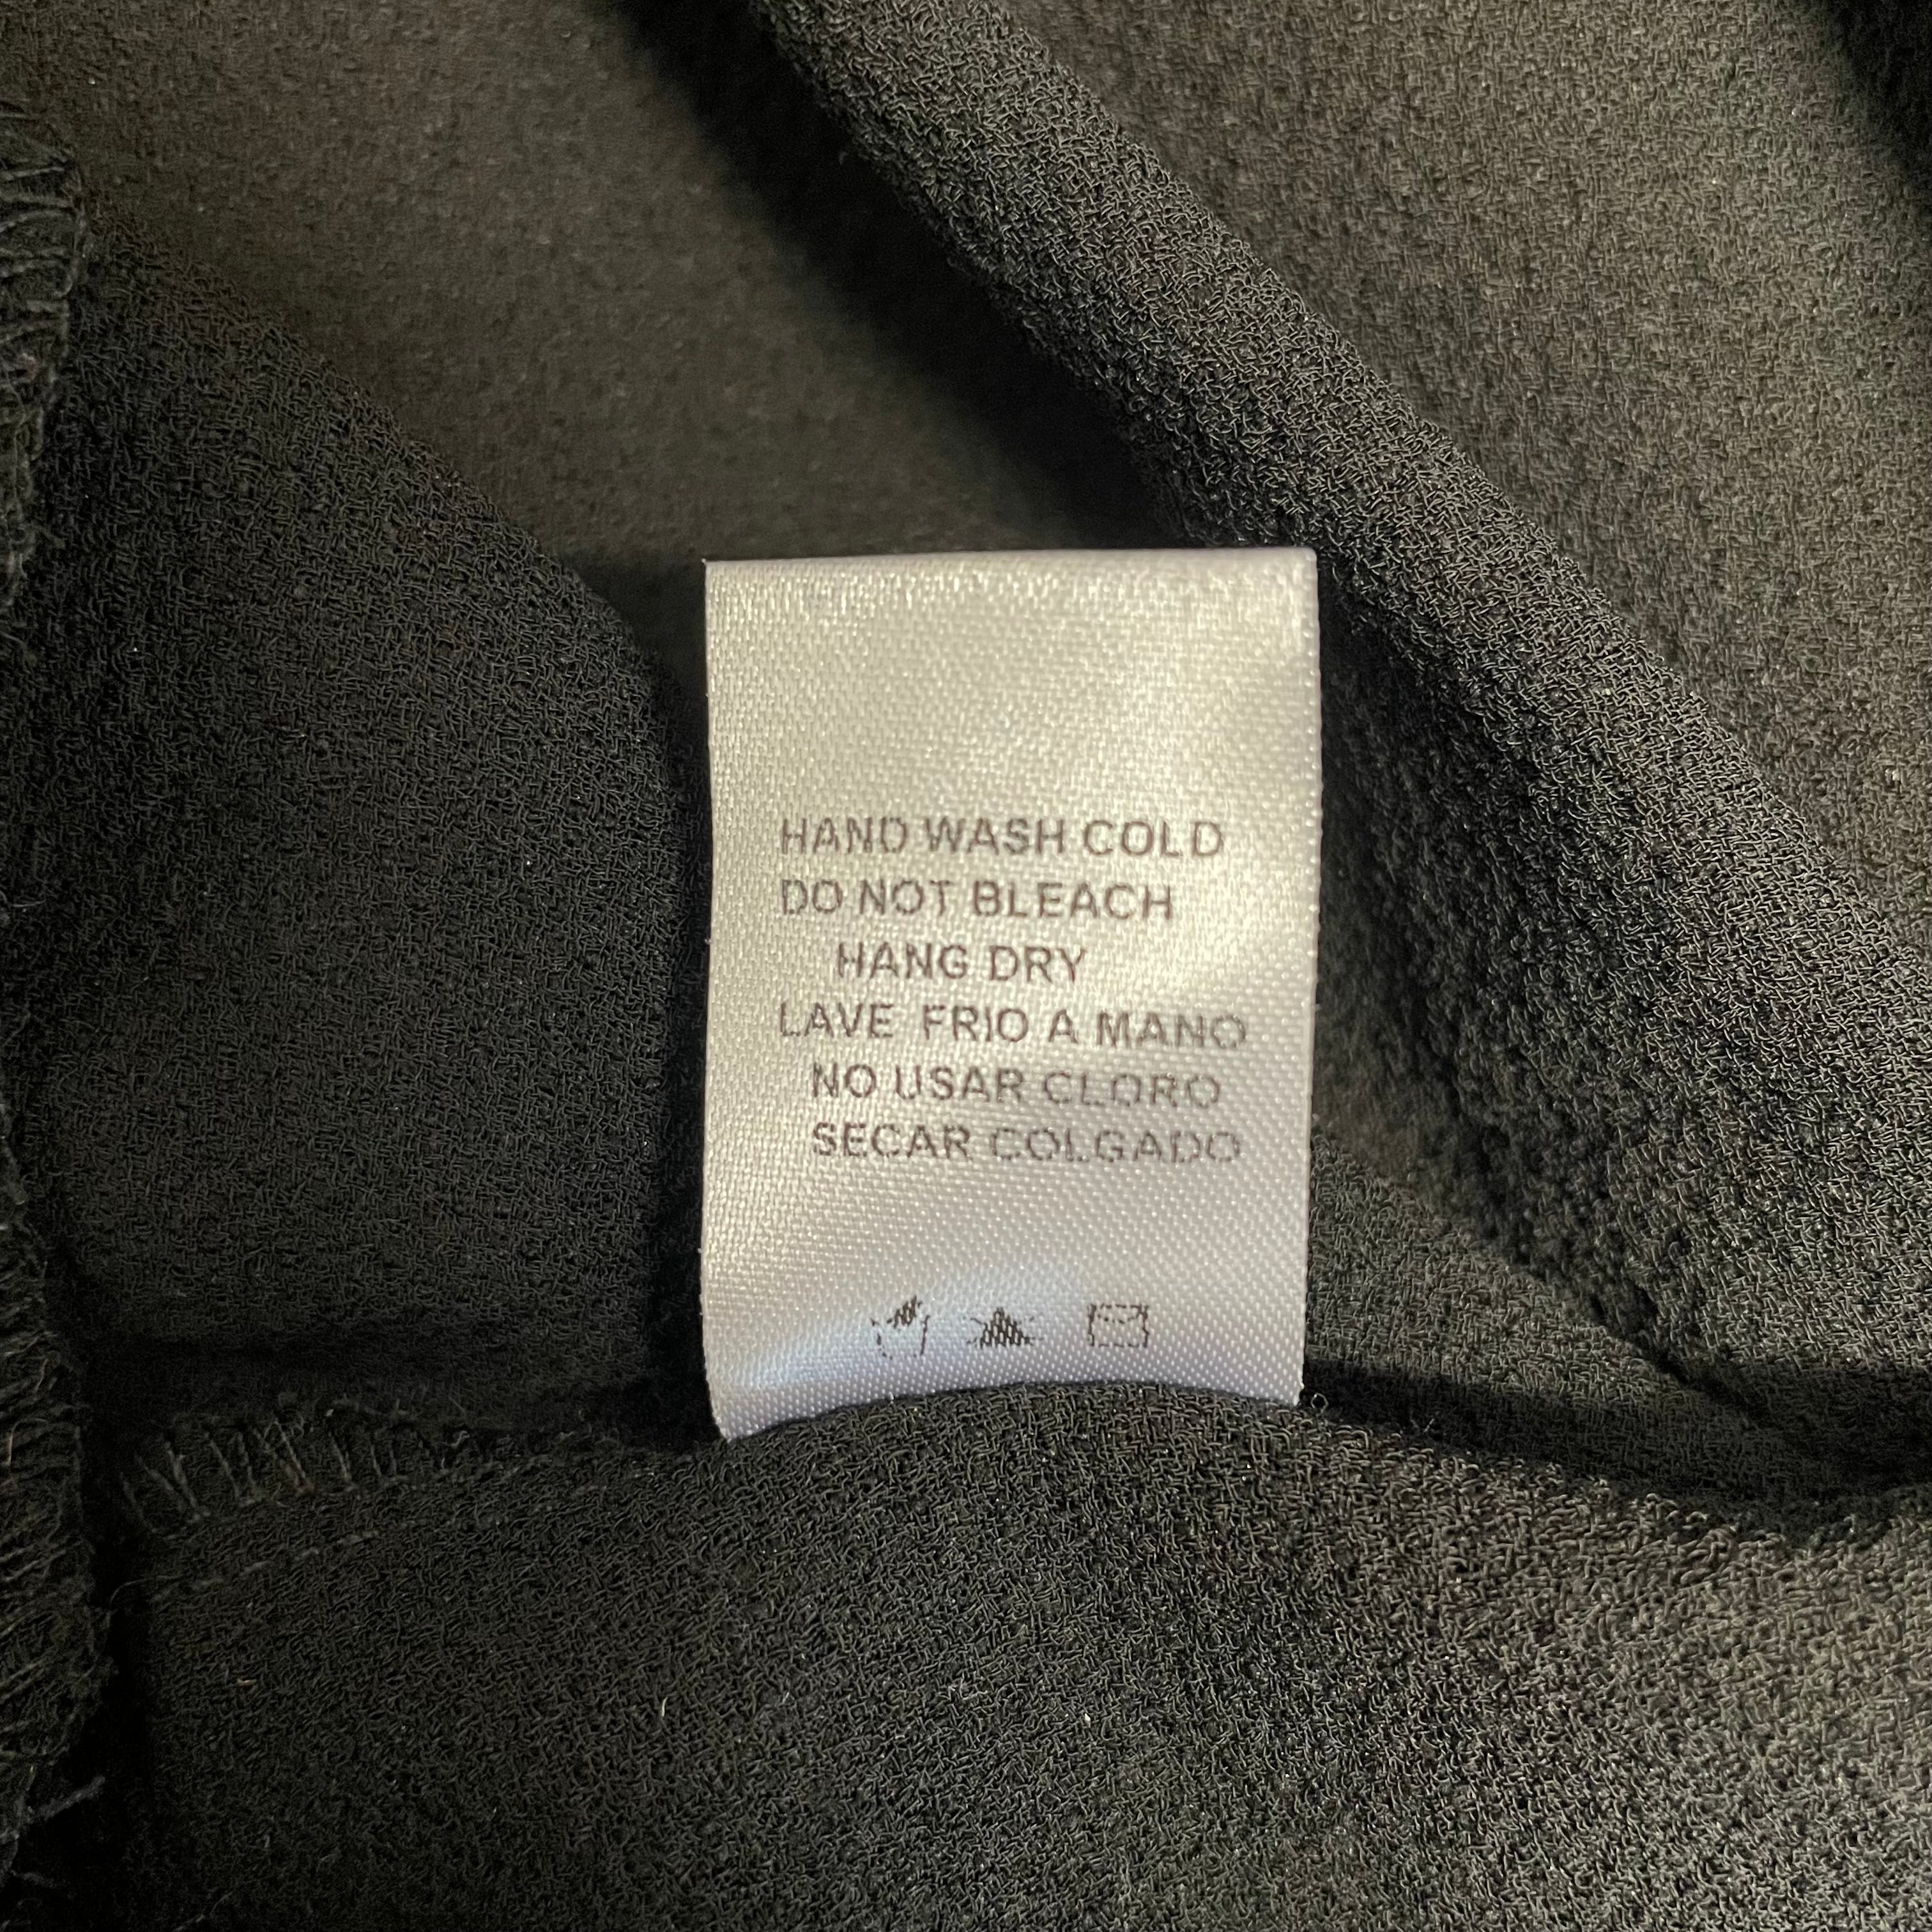 HAND WASH COLD
DO NOT BLEACH
HANG DRY
LAVE FRIO A MANO
NO USAR CLORO
SECAR COLGADO